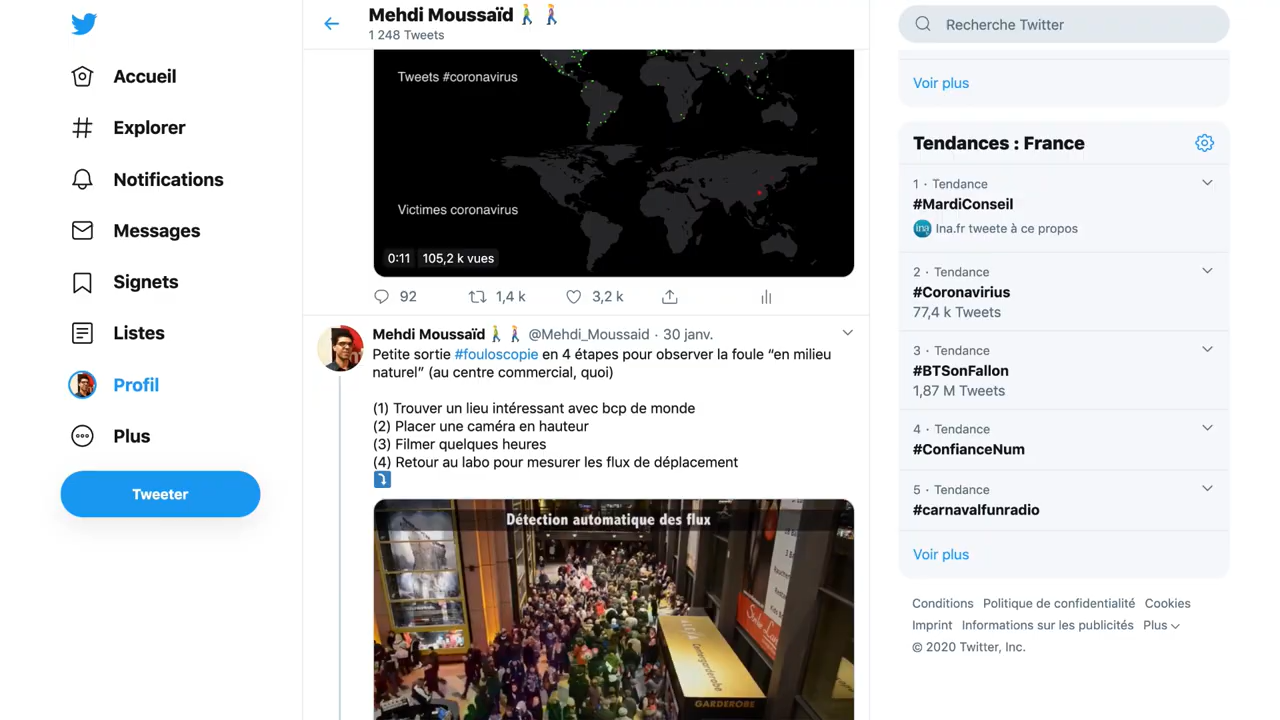 Accueil
Explorer
Notifications
Messages
Signets
Listes
Profil
Plus
Tweeter
Mehdi Moussaïd
1 248 Tweets
Tweets #coronavirus
Victimes coronavirus
0:11 105,2 k vues
92 1,4 k 3,2 k
Mehdi Moussaïd @Mehdi_Moussaid · 30 janv.
Petite sortie #fouloscopie en 4 étapes pour observer la foule “en milieu
naturel” (au centre commercial, quoi)
(1) Trouver un lieu intéressant avec bcp de monde
(2) Placer une caméra en hauteur
(3) Filmer quelques heures
(4) Retour au labo pour mesurer les flux de déplacement
Détection automatique des flux
GARDEROBE
Recherche Twitter
Voir plus
Tendances : France
1 · Tendance
#MardiConseil
ina
Ina.fr tweete à ce propos
2 · Tendance
#Coronavirius
77,4 k Tweets
3 · Tendance
#BTSonFallon
1,87 M Tweets
4 · Tendance
#ConfianceNum
5 · Tendance
#carnavalfunradio
Voir plus
Conditions Politique de confidentialité Cookies
Imprint Informations sur les publicités Plus
© 2020 Twitter, Inc.